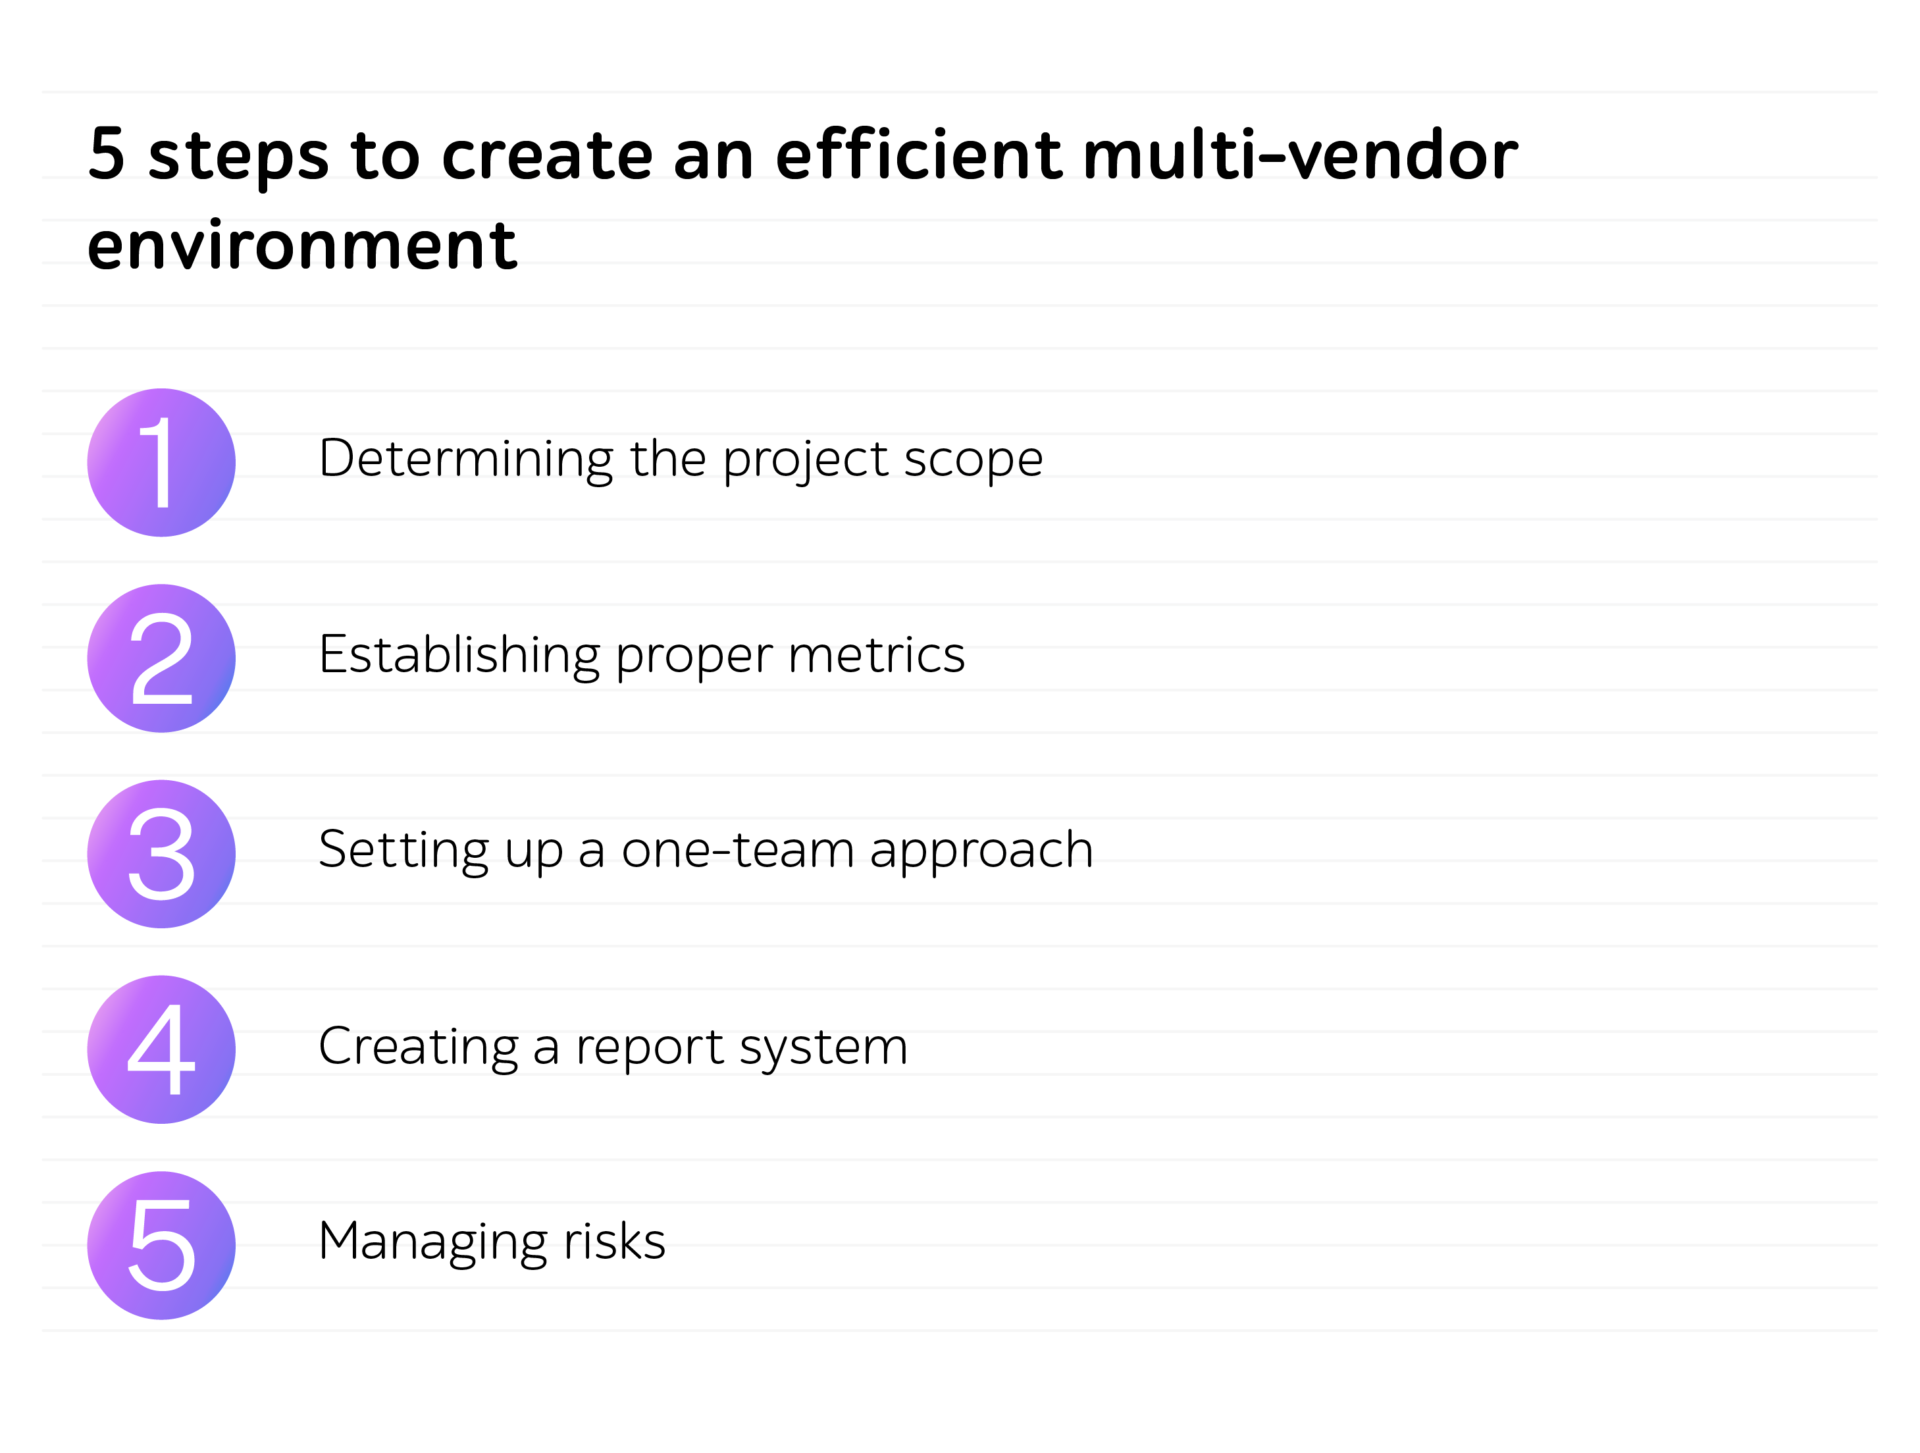 5 steps to create an efficient multi-vendor
environment
1 Determining the project scope
2 Establishing proper metrics
3 Setting up a one-team approach
4 Creating a report system
5 Managing risks